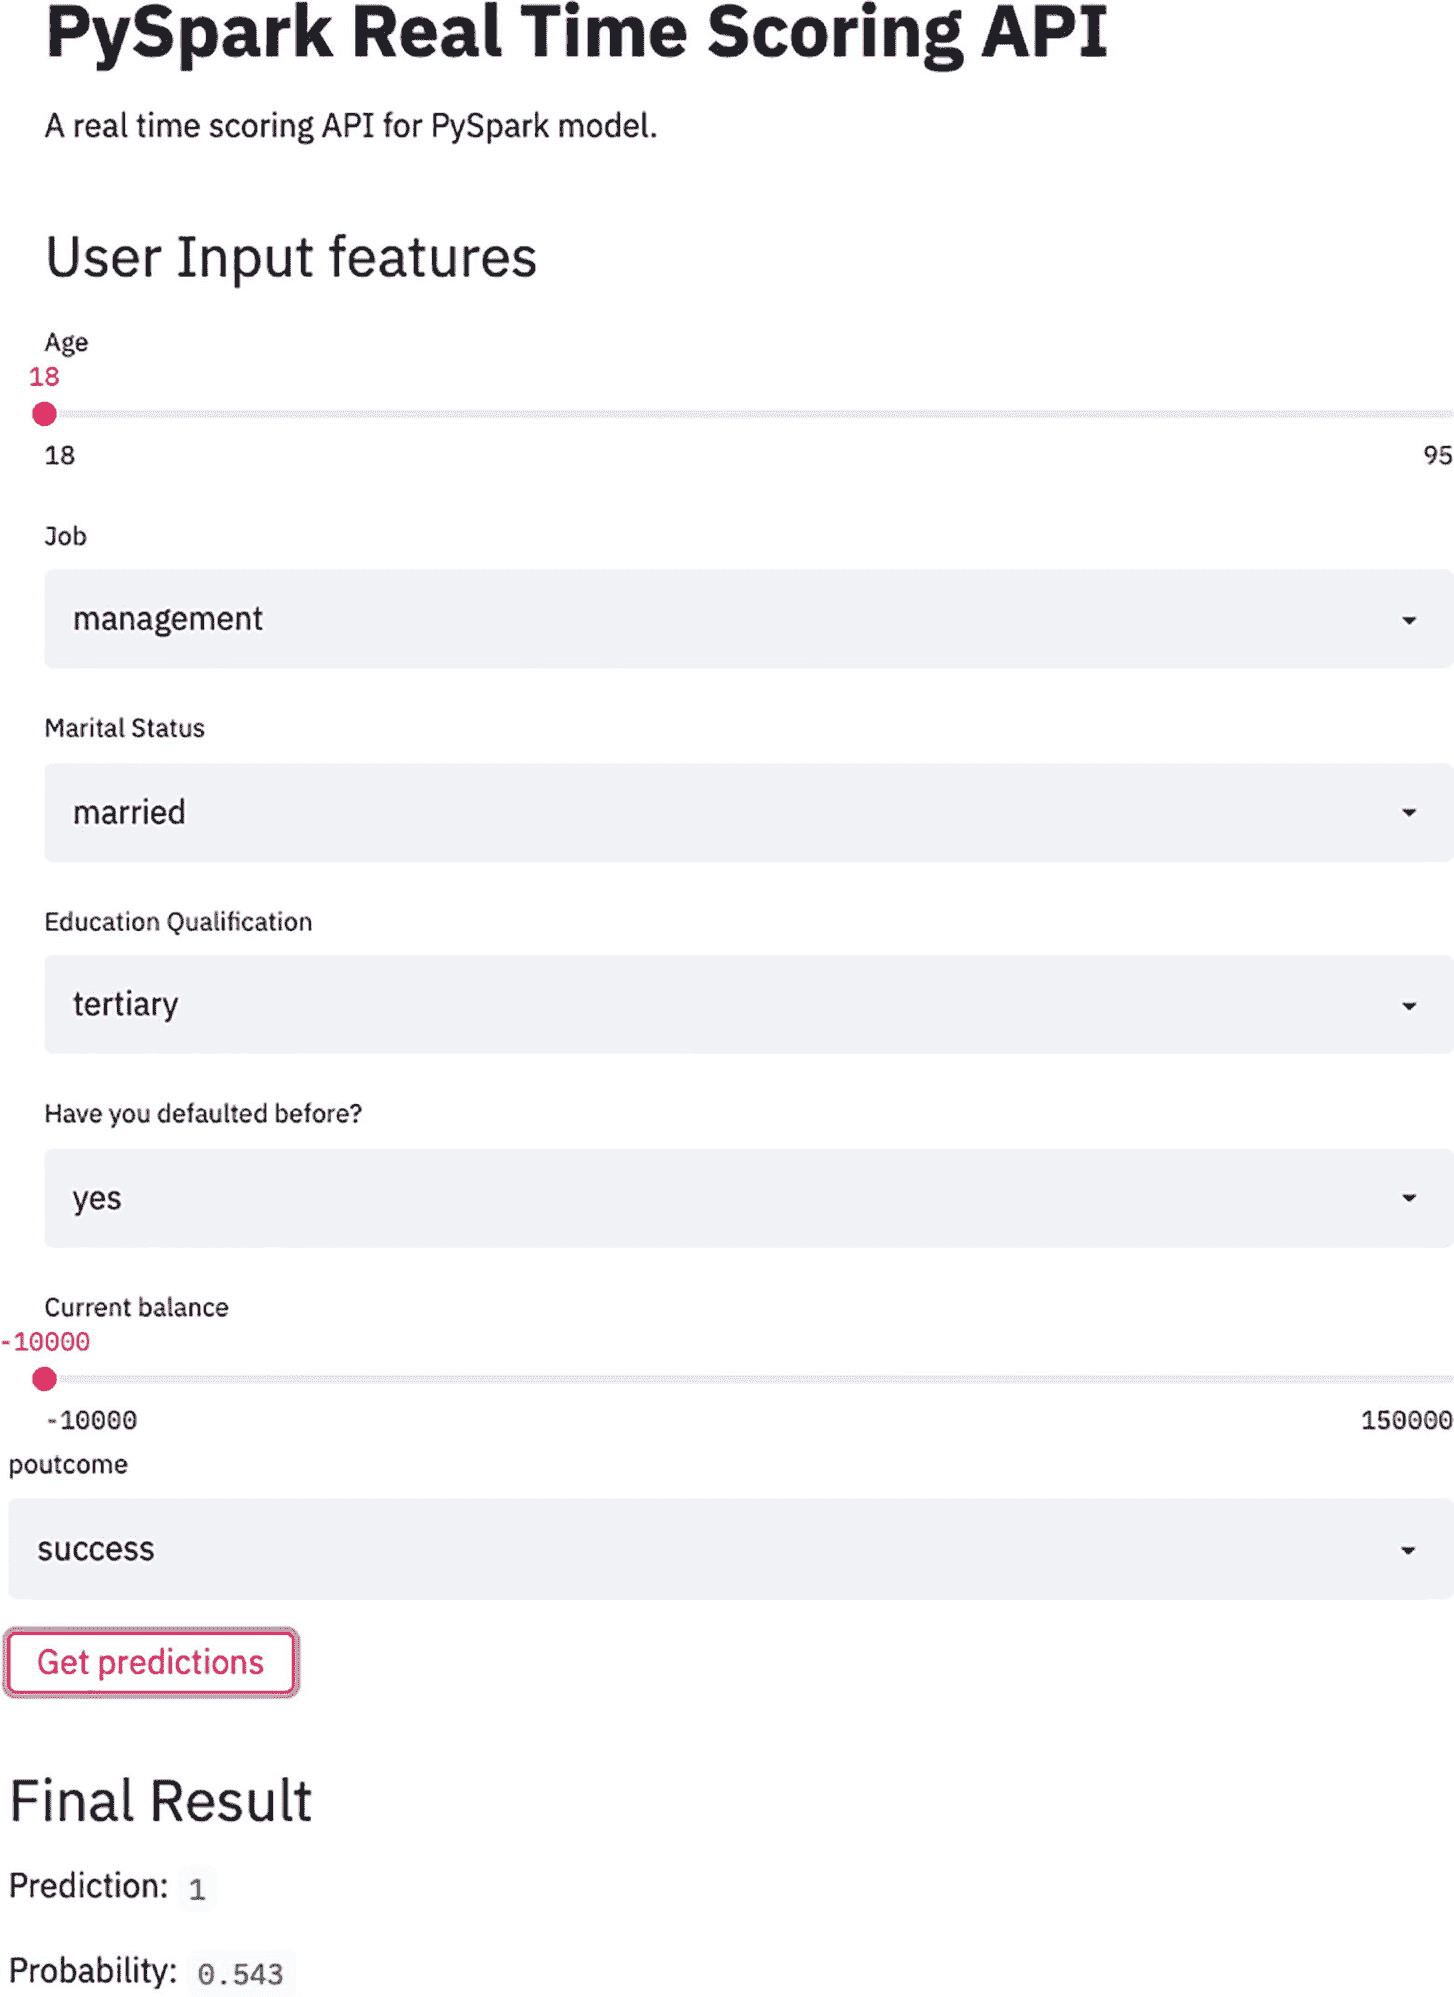 PySpark Real Time Scoring API
A real time scoring API for PySpark model.
User Input features
Age
18
18 95
Job
management
Marital Status
married
Education Qualification
tertiary
Have you defaulted before?
yes
Current balance
-10000
-10000 150000
poutcome
success
Get predictions
Final Result
Prediction: 1
Probability: 0.543